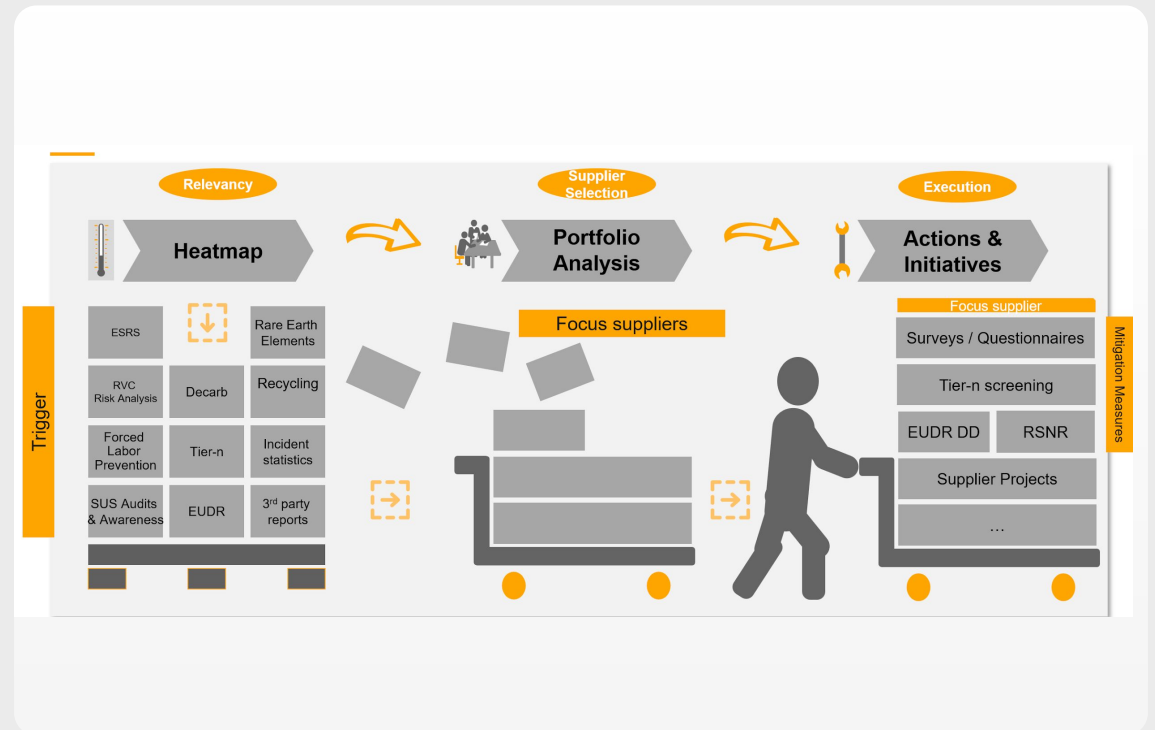 Relevancy
Supplier
Selection
Execution
Heatmap
Portfolio
Analysis
Actions &
Initiatives
Trigger
ESRS
Rare Earth
Elements
RVC
Risk Analysis
Decarb
Recycling
Forced
Labor
Prevention
Tier-n
Incident
statistics
SUS Audits
& Awareness
EUDR
3rd party
reports
Focus suppliers
Focus supplier
Surveys / Questionnaires
Tier-n screening
EUDR DD
RSNR
Supplier Projects
...
Mitigation Measures